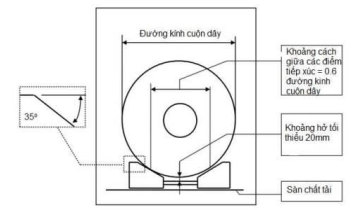 Đường kính cuộn dây
Khoảng cách
giữa các điểm
tiếp xúc = 0.6
đường kính
cuộn dây
35º
Khoảng hở tối
thiểu 20mm
Sàn chất tải